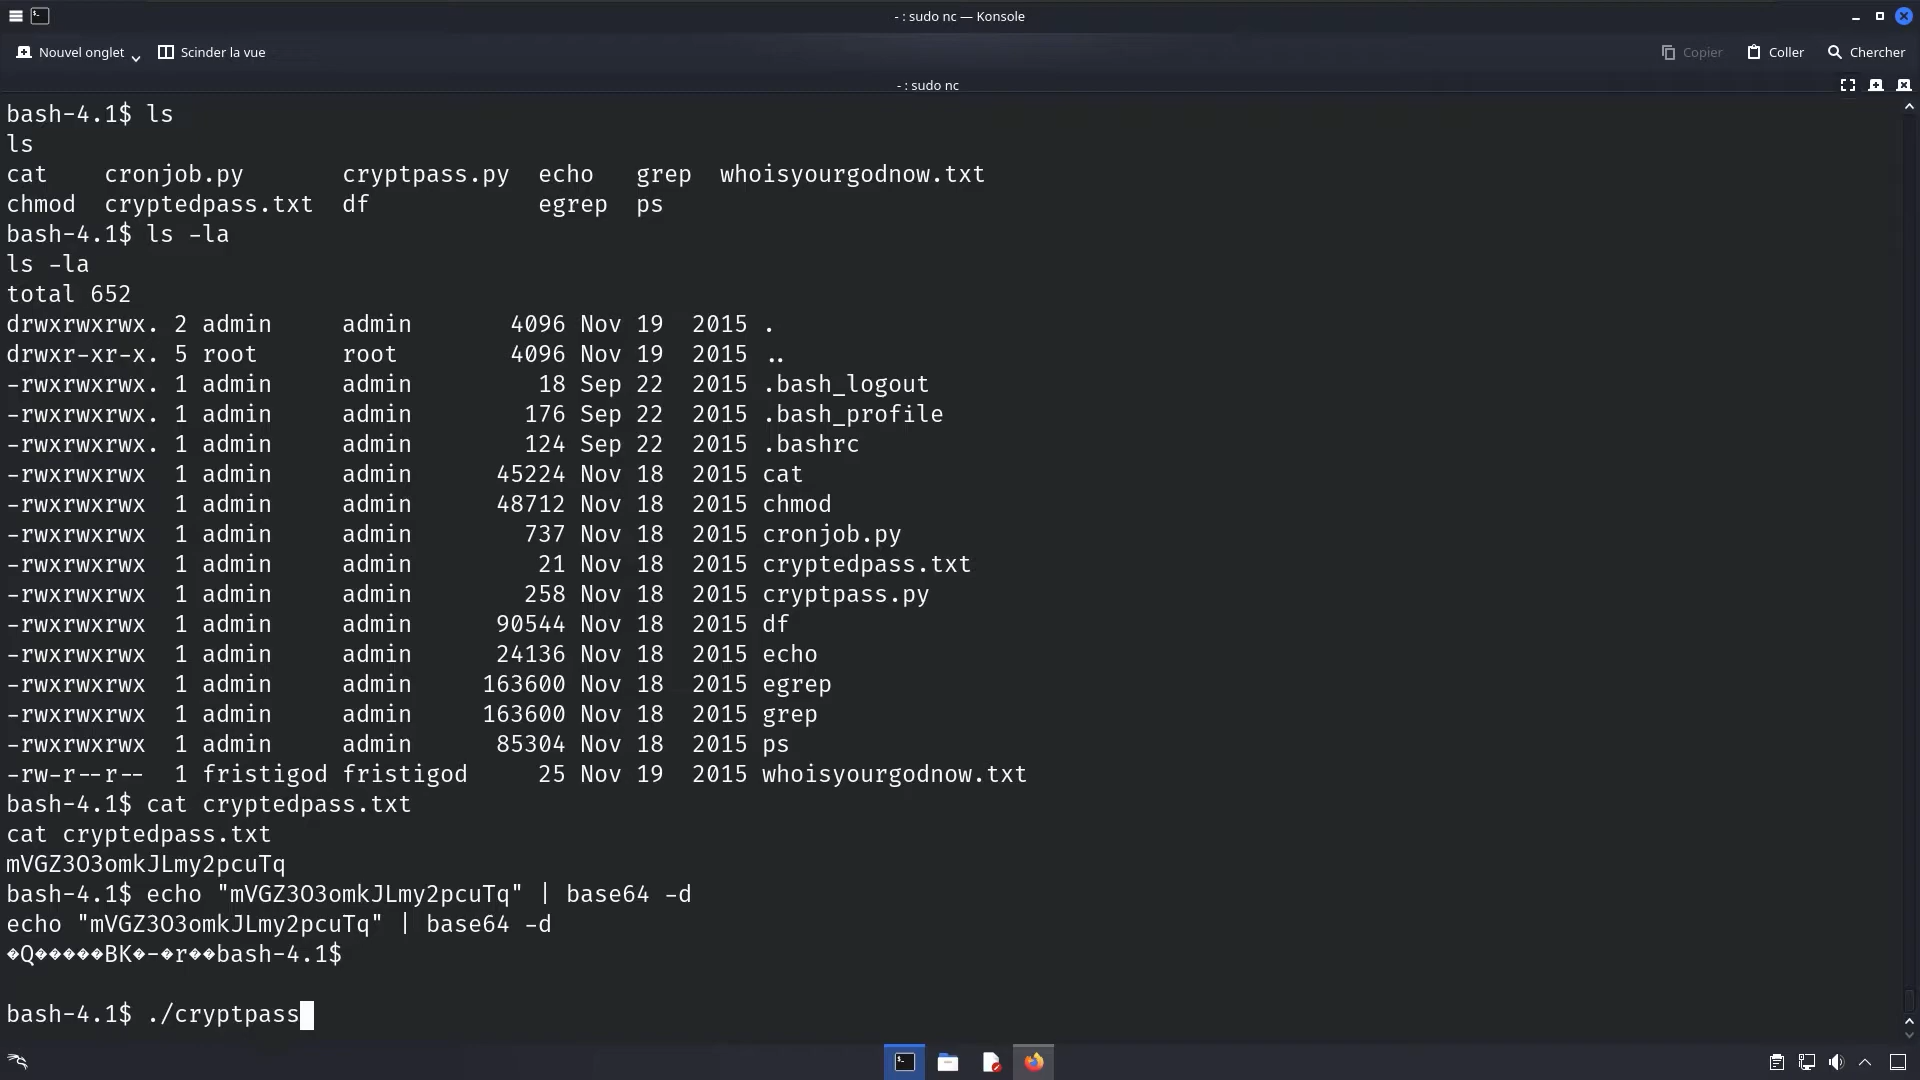 - : sudo nc — Konsole
Nouvel onglet Scinder la vue Copier Coller Chercher
- : sudo nc
bash-4.1$ ls
ls
cat cronjob.py cryptpass.py echo grep whoisyourgodnow.txt
chmod cryptedpass.txt df egrep ps
bash-4.1$ ls -la
ls -la
total 652
drwxrwxrwx. 2 admin admin 4096 Nov 19 2015 .
drwxr-xr-x. 5 root root 4096 Nov 19 2015 ..
-rwxrwxrwx. 1 admin admin 18 Sep 22 2015 .bash_logout
-rwxrwxrwx. 1 admin admin 176 Sep 22 2015 .bash_profile
-rwxrwxrwx. 1 admin admin 124 Sep 22 2015 .bashrc
-rwxrwxrwx 1 admin admin 45224 Nov 18 2015 cat
-rwxrwxrwx 1 admin admin 48712 Nov 18 2015 chmod
-rwxrwxrwx 1 admin admin 737 Nov 18 2015 cronjob.py
-rwxrwxrwx 1 admin admin 21 Nov 18 2015 cryptedpass.txt
-rwxrwxrwx 1 admin admin 258 Nov 18 2015 cryptpass.py
-rwxrwxrwx 1 admin admin 90544 Nov 18 2015 df
-rwxrwxrwx 1 admin admin 24136 Nov 18 2015 echo
-rwxrwxrwx 1 admin admin 163600 Nov 18 2015 egrep
-rwxrwxrwx 1 admin admin 163600 Nov 18 2015 grep
-rwxrwxrwx 1 admin admin 85304 Nov 18 2015 ps
-rw-r--r-- 1 fristigod fristigod 25 Nov 19 2015 whoisyourgodnow.txt
bash-4.1$ cat cryptedpass.txt
cat cryptedpass.txt
mVGZ3O3omkJLmy2pcuTq
bash-4.1$ echo "mVGZ3O3omkJLmy2pcuTq" | base64 -d
echo "mVGZ3O3omkJLmy2pcuTq" | base64 -d
�Q�����BK�-�r��bash-4.1$
bash-4.1$ ./cryptpass